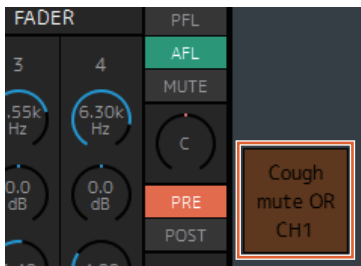 FADER
PFL
3
4
AFL
MUTE
.55k
Hz
6.30k
Hz
C
0.0
dB
0.0
dB
PRE
POST
Cough
mute OR
CH1